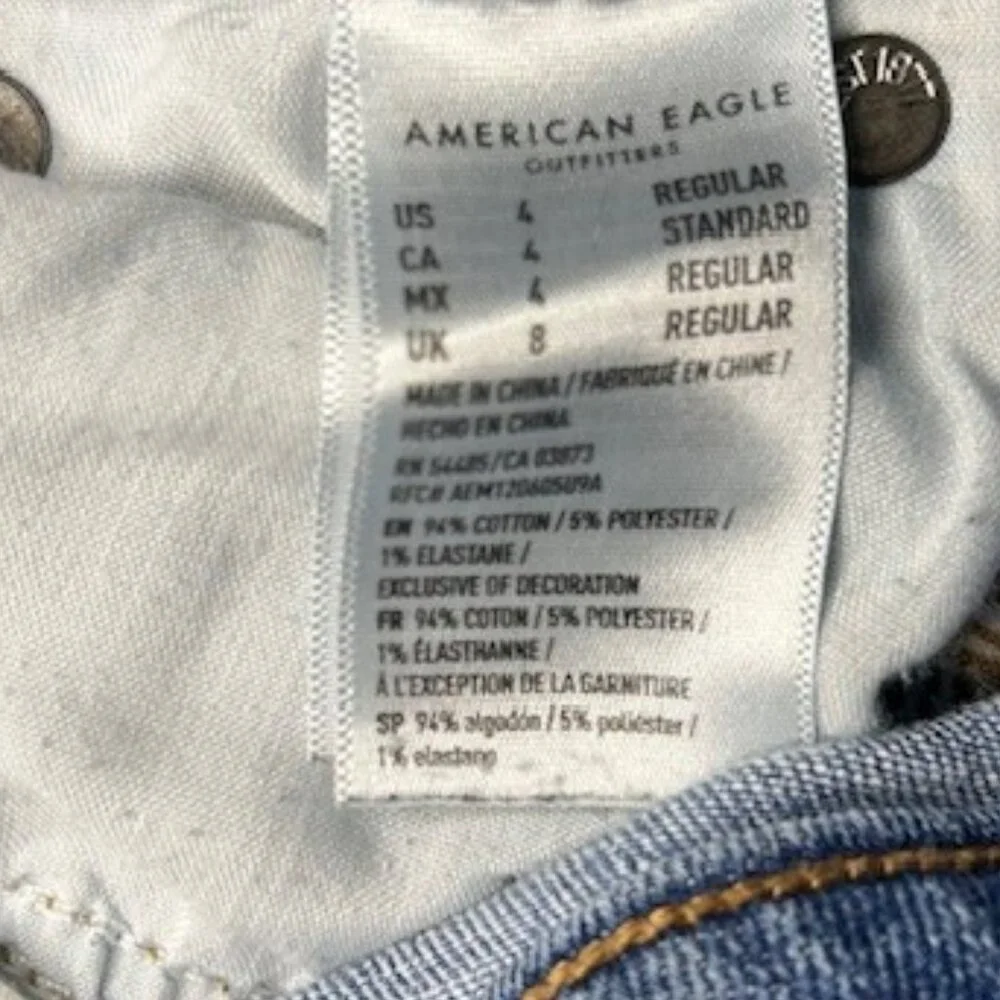 AMERICAN EAGLE
OUTFITTERS
US 4 REGULAR
CA 4 STANDARD
MX 4 REGULAR
UK 8 REGULAR
MADE IN CHINA / FABRIQUÉ EN CHINE /
HECHO EN CHINA
RN 54485/CA 03873
RFC# AEM1206050U9A
EN 94% COTTON / 5% POLYESTER /
1% ELASTANE /
EXCLUSIVE OF DECORATION
FR 94% COTON / 5% POLYESTER /
1% ÉLASTHANNE /
À L'EXCEPTION DE LA GARNITURE
SP 94% algodón / 5% poliéster /
1% elastano